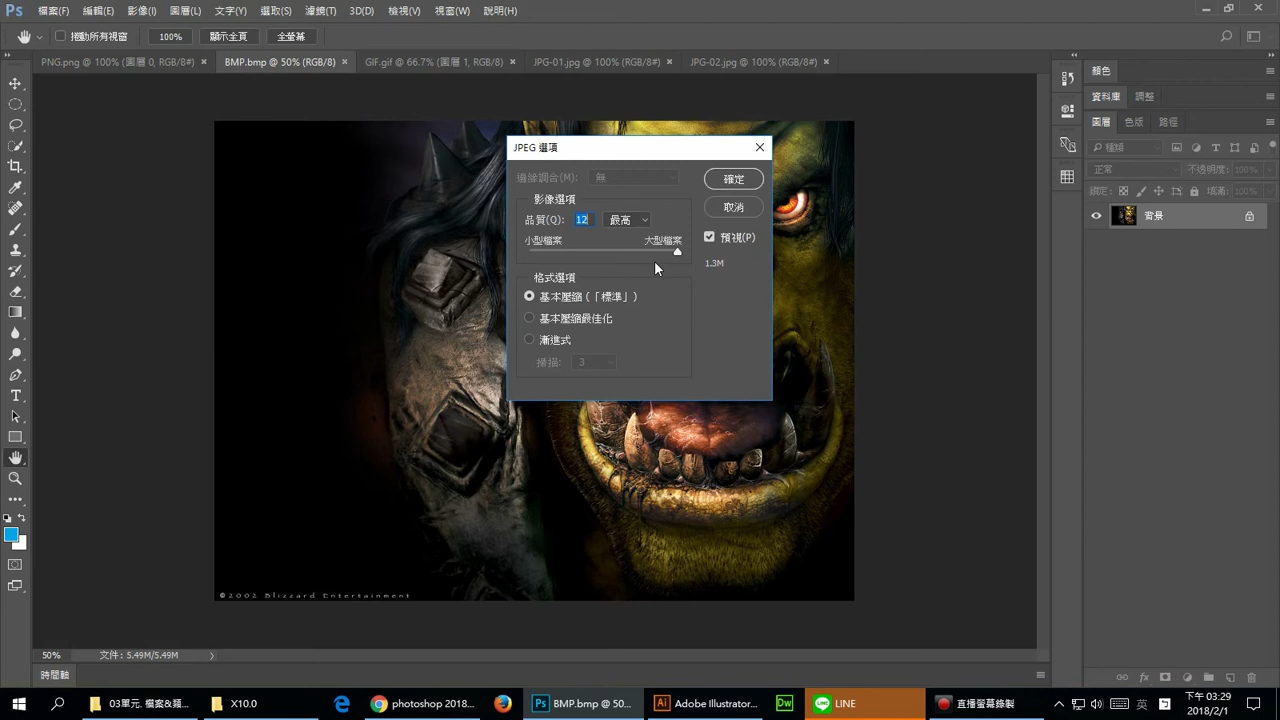 Ps 檔案(F) 編輯(E) 影像(I) 圖層(L) 文字(Y) 選取(S) 濾鏡(T) 3D(D) 檢視(V) 視窗(W) 說明(H)
捲動所有視窗 100% 顯示全頁 全螢幕
PNG.png @ 100% (圖層 0, RGB/8#) × BMP.bmp @ 50% (RGB/8) × GIF.gif @ 66.7% (圖層 1, RGB/8) × JPG-01.jpg @ 100% (RGB/8#) × JPG-02.jpg @ 100% (RGB/8#) ×
顏色
資料庫 調整
圖層 色版 路徑
種類
正常 不透明度: 100%
鎖定: 填滿: 100%
背景
JPEG 選項
邊緣調合(M): 無
確定
影像選項
取消
品質(Q): 12 最高
預視(P)
小型檔案 大型檔案
1.3M
格式選項
基本壓縮 (「標準」)
基本壓縮最佳化
漸進式
掃描: 3
©2002 Blizzard Entertainment
50% 文件: 5.49M/5.49M
時間軸
03單元. 檔案&類... X10.0 photoshop 2018... Ps BMP.bmp @ 50... Ai Adobe Illustrator... Dw LINE 直播螢幕錄製 英
下午 03:29
2018/2/1